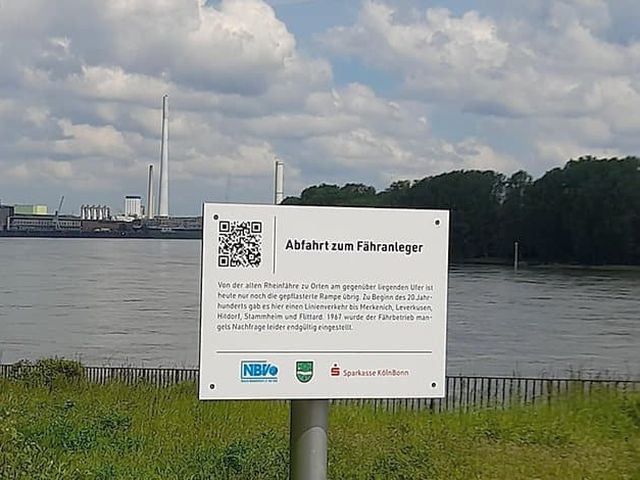 Abfahrt zum Fähranleger
Von der alten Rheinfähre zu Orten am gegenüber liegenden Ufer ist
heute nur noch die gepflasterte Rampe übrig. Zu Beginn des 20.Jahr-
hunderts gab es hier einen Linienverkehr bis Merkenich, Leverkusen,
Hitdorf, Stammheim und Flittard. 1967 wurde der Fährbetrieb man-
gels Nachfrage leider endgültig eingestellt.
NBV
Sparkasse KölnBonn